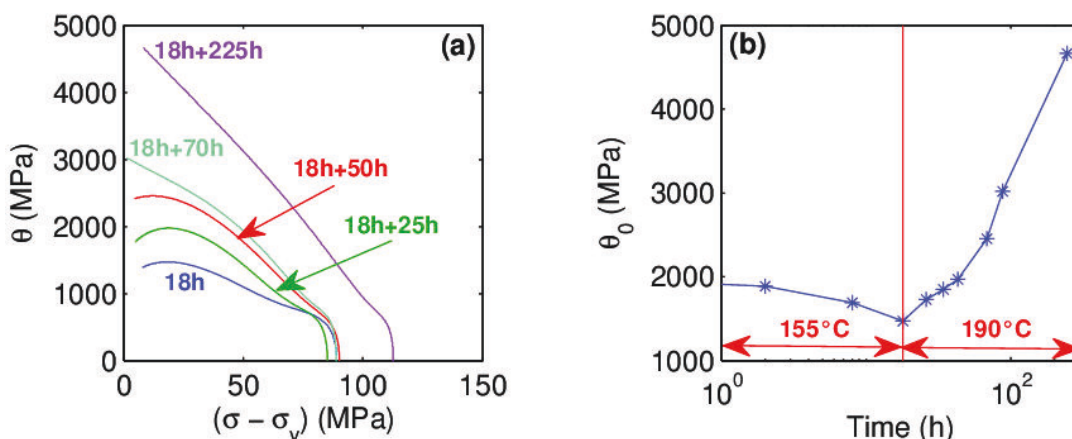 (a)
5000
4000
3000
2000
1000
0
θ (MPa)
18h+225h
18h+70h
18h+50h
18h+25h
18h
0 50 100 150
(σ − σy) (MPa)
(b)
5000
4000
3000
2000
1000
θ0 (MPa)
155°C
190°C
10^0 10^2
Time (h)